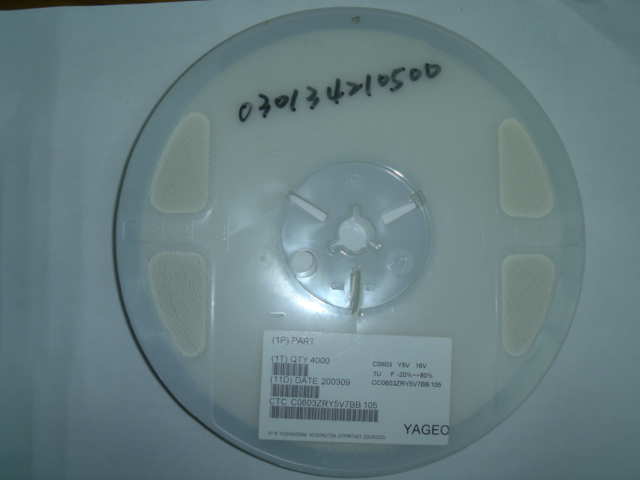 030134210500
(1P) PART
(1T) QTY 4000
C0603 Y5V 16V
1U F -20%~+80%
(11D) DATE 200309
CC0603ZRY5V7BB 105
CTC C0603ZRY5V7BB 105
YAGEO